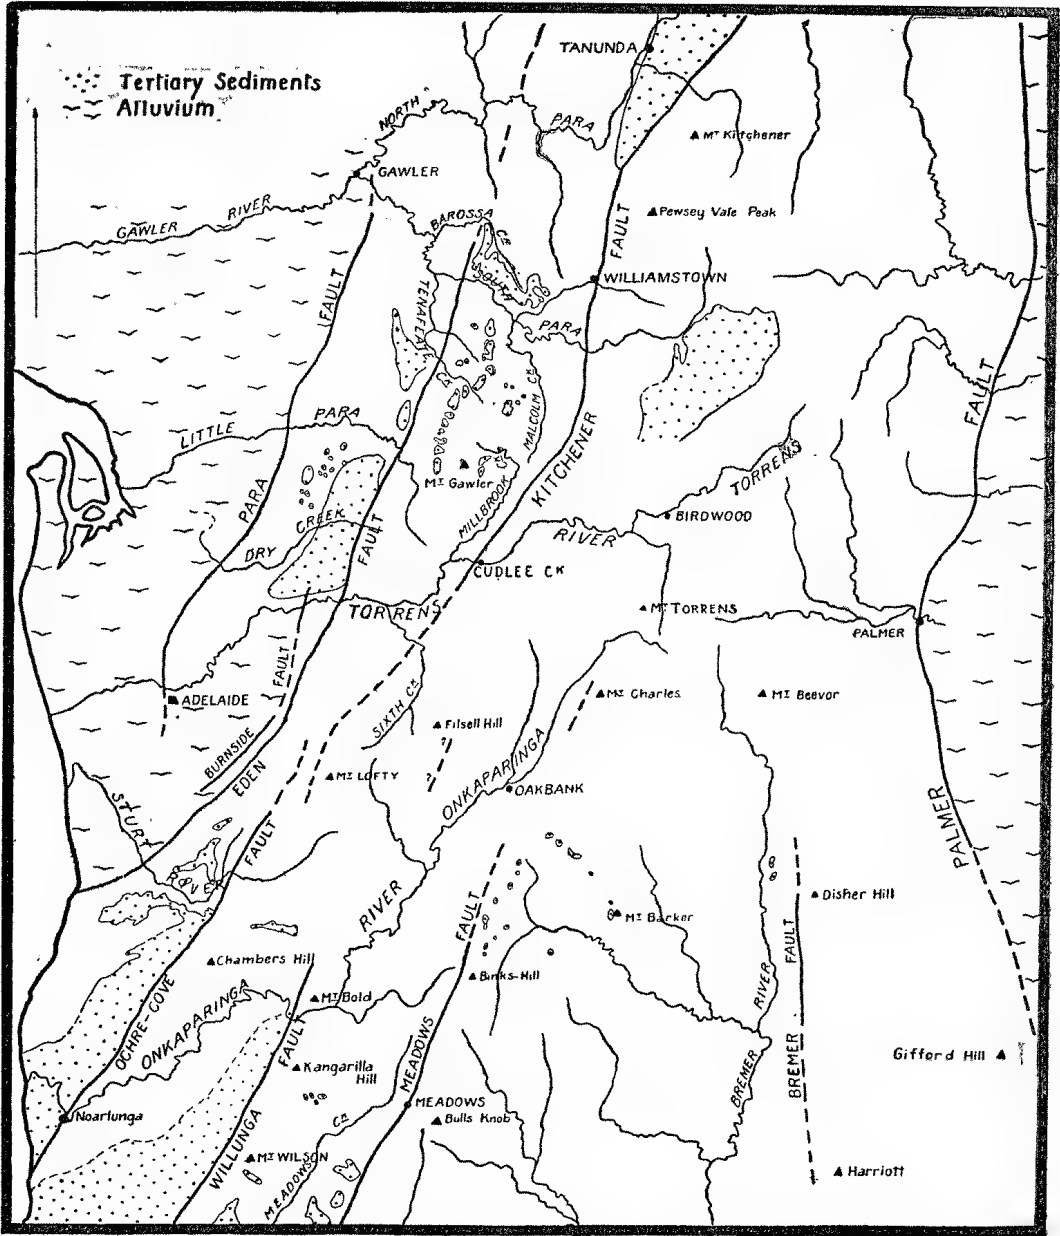 Tertiary Sediments
Alluvium
TANUNDA
NORTH
PARA
MT Kitchener
GAWLER
GAWLER RIVER
BAROSSA
CK
Pewsey Vale Peak
FAULT
FAULT
SOUTH
WILLIAMSTOWN
PARA
MALCOLM CK
FAULT
LITTLE PARA
MT Gawler
MILLBROOK CK
KITCHENER
TORRENS
PARA
DRY CREEK
FAULT
RIVER
BIRDWOOD
CUDLEE CK
TORRENS
MT TORRENS
PALMER
FAULT
ADELAIDE
SIXTH CK
MT Charles
MT Beevor
Filsell Hill
?
?
BURNSIDE
EDEN
MT LOFTY
ONKAPARINGA
OAKBANK
STURT
RIVER
FAULT
PALMER
RIVER
FAULT
MT Barker
Disher Hill
FAULT
Chambers Hill
Binks-Hill
RIVER
MT Bold
OCHRE-COVE
ONKAPARINGA
FAULT
MEADOWS
BREMER
BREMER
Gifford Hill
Kangarilla
Hill
Noarlunga
MEADOWS
Bulls Knob
CK
WILLUNGA
MT WILSON
MEADOWS
Harriott